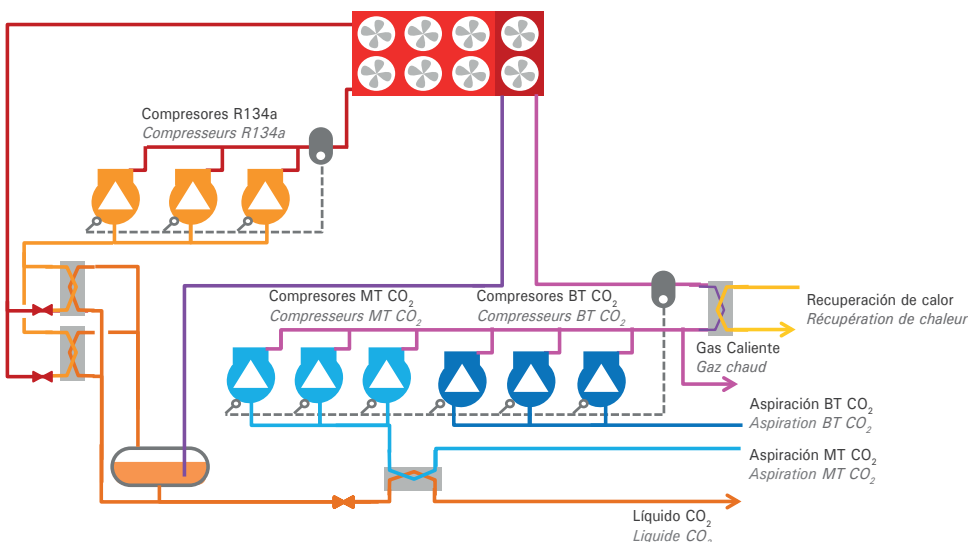 Compresores R134a
Compresseurs R134a
Compresores MT CO₂
Compresseurs MT CO₂
Compresores BT CO₂
Compresseurs BT CO₂
Recuperación de calor
Récupération de chaleur
Gas Caliente
Gaz chaud
Aspiración BT CO₂
Aspiration BT CO₂
Aspiración MT CO₂
Aspiration MT CO₂
Líquido CO₂
Liquide CO₂